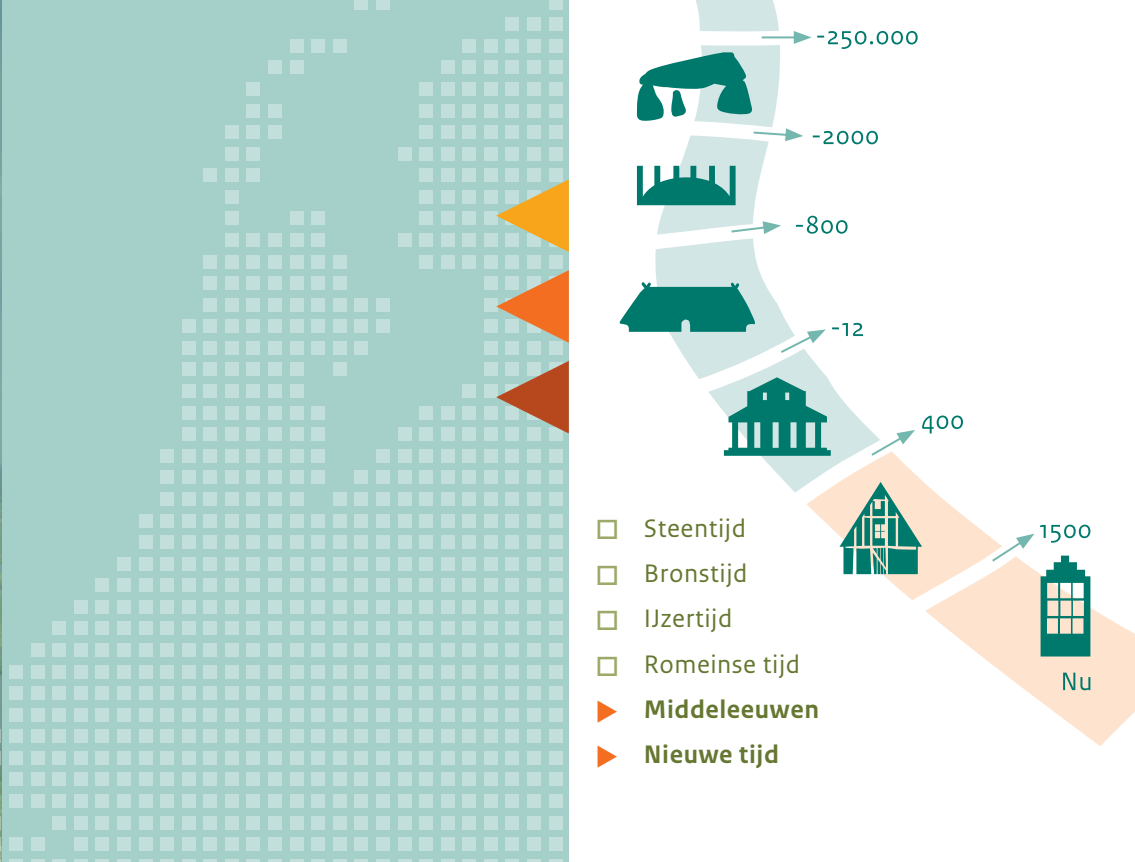 -250.000
-2000
-800
-12
400
1500
Nu
Steentijd
Bronstijd
IJzertijd
Romeinse tijd
Middeleeuwen
Nieuwe tijd